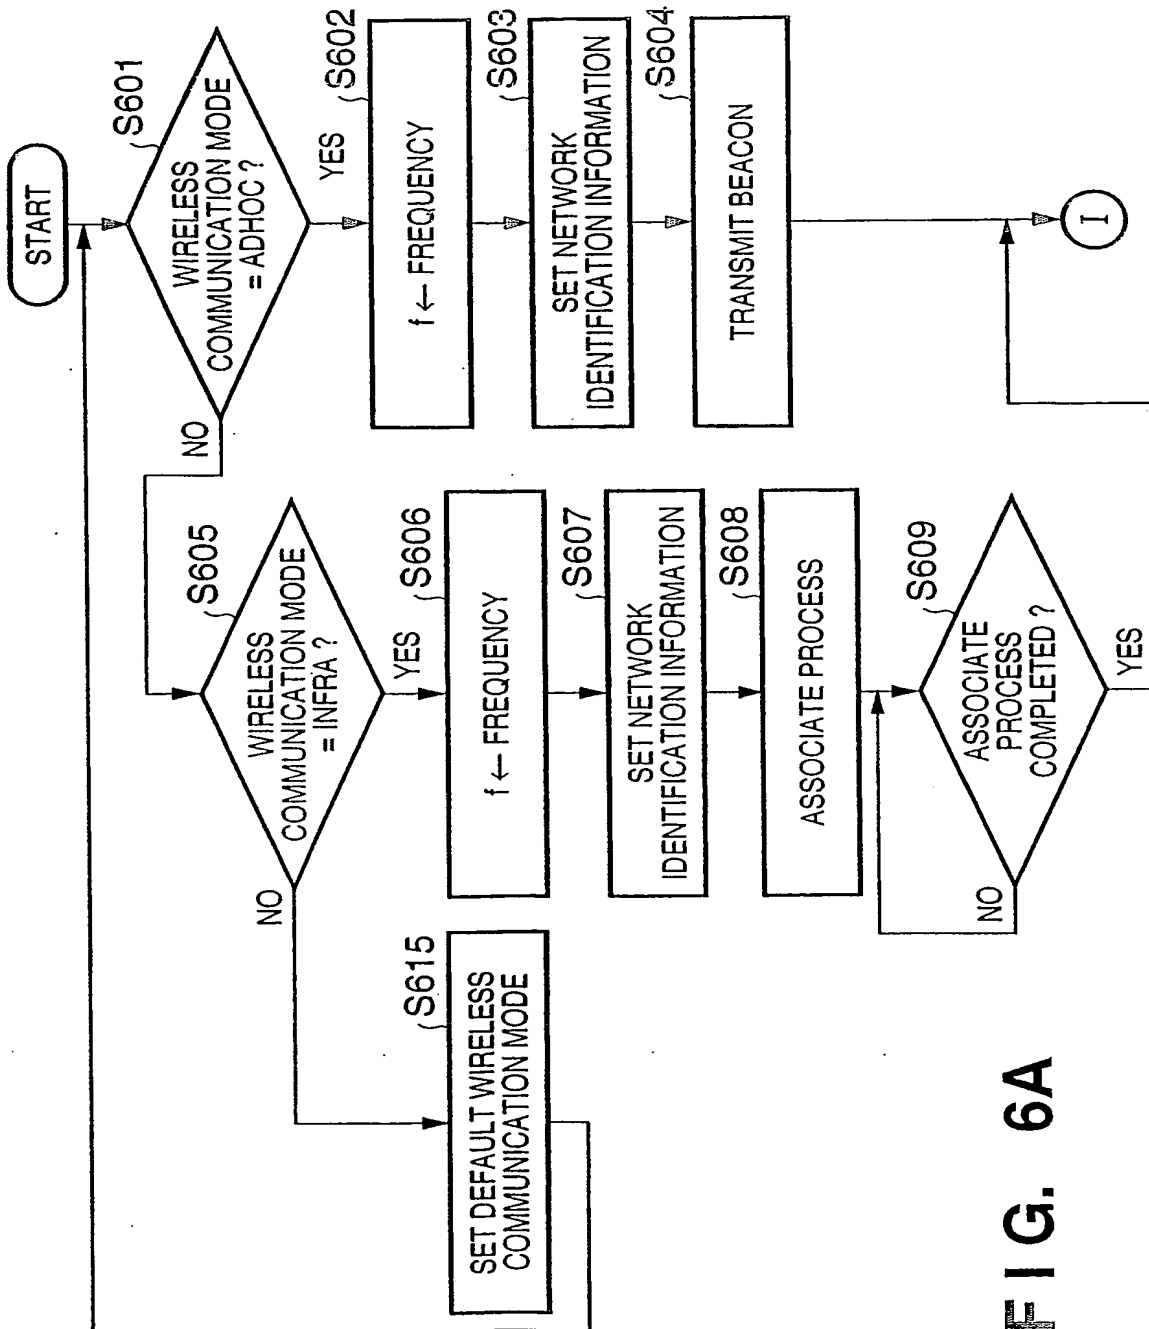 START
WIRELESS
COMMUNICATION MODE
= ADHOC ?
S601
YES
NO
S602
f ← FREQUENCY
S603
SET NETWORK
IDENTIFICATION INFORMATION
S604
TRANSMIT BEACON
I
S605
WIRELESS
COMMUNICATION MODE
= INFRA ?
YES
NO
S606
f ← FREQUENCY
S607
SET NETWORK
IDENTIFICATION INFORMATION
S608
ASSOCIATE PROCESS
S609
ASSOCIATE
PROCESS
COMPLETED ?
NO
YES
S615
SET DEFAULT WIRELESS
COMMUNICATION MODE
FIG. 6A